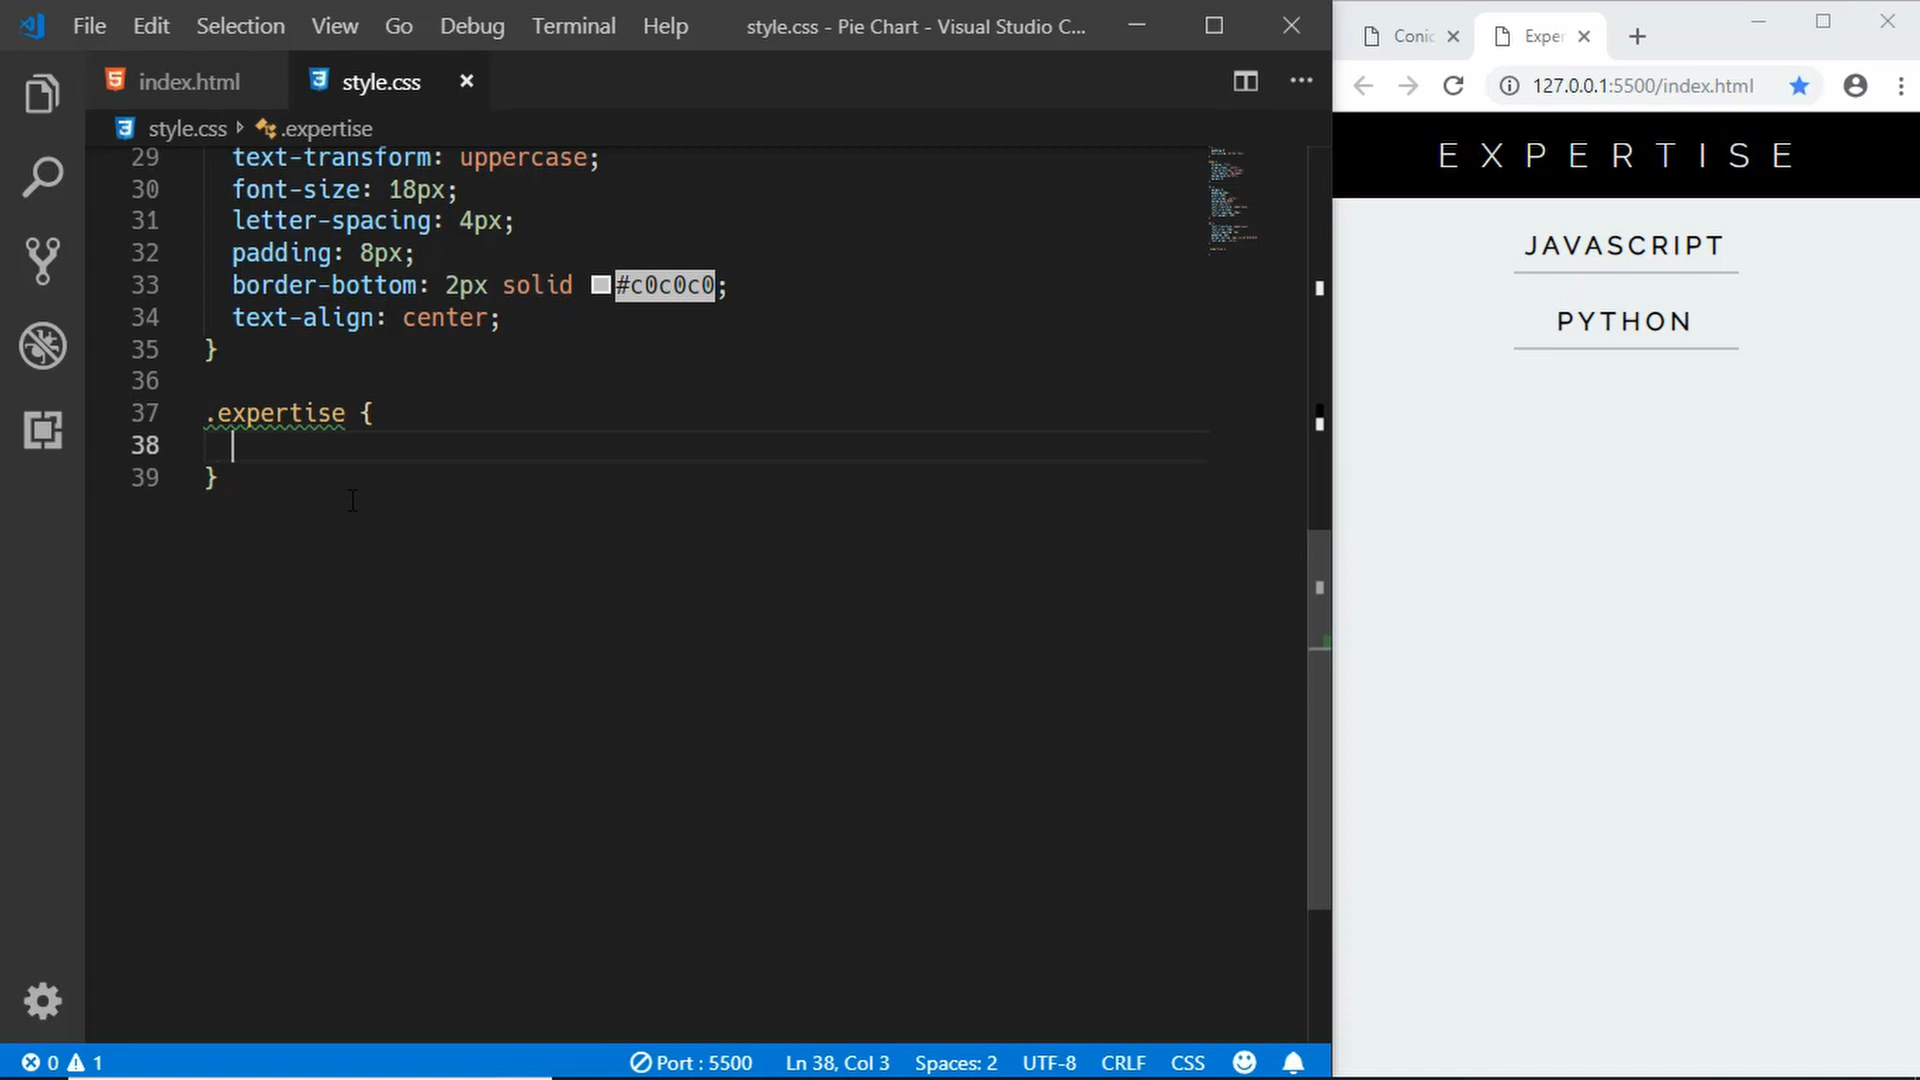 File Edit Selection View Go Debug Terminal Help style.css - Pie Chart - Visual Studio C...
index.html style.css
style.css .expertise
29 text-transform: uppercase;
30 font-size: 18px;
31 letter-spacing: 4px;
32 padding: 8px;
33 border-bottom: 2px solid #c0c0c0;
34 text-align: center;
35 }
36
37 .expertise {
38
39 }
0 1 Port : 5500 Ln 38, Col 3 Spaces: 2 UTF-8 CRLF CSS
Conic Exper
127.0.0.1:5500/index.html
EXPERTISE
JAVASCRIPT
PYTHON